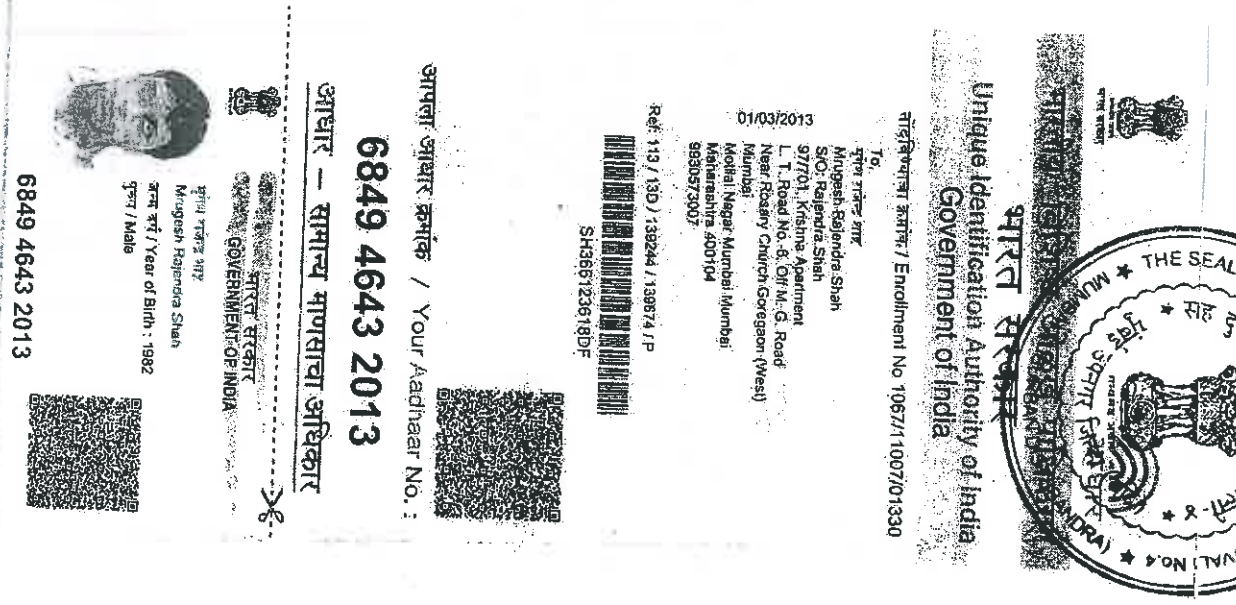 भारत सरकार
Unique Identification Authority of India
Government of India
नोंदणीचा क्रमांक / Enrollment No 1067/11007/01330
01/03/2013
To,
मृगेश राजेंद्र शाह
Mrugesh Rajendra Shah
S/O: Rajendra Shah
97701, Krishna Apartment
L. T. Road No.-6, Off M. G. Road
Near Rosary Church Goregaon (West)
Mumbai
Motilal Nagar Mumbai Mumbai
Maharashtra 400104
9930573007
Ref: 113 / 13D / 139244 / 139674 / P
SH366123618DF
आपला आधार क्रमांक / Your Aadhaar No. :
6849 4643 2013
आधार – सामान्य माणसाचा अधिकार
भारत सरकार
GOVERNMENT OF INDIA
मृगेश राजेंद्र शाह
Mrugesh Rajendra Shah
जन्म वर्ष / Year of Birth : 1982
पुरुष / Male
6849 4643 2013
THE SEAL